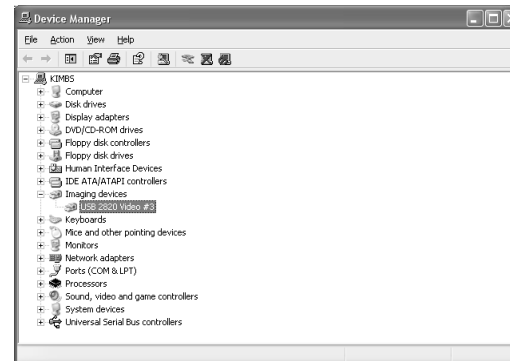 Device Manager
File Action View Help
KIMBS
Computer
Disk drives
Display adapters
DVD/CD-ROM drives
Floppy disk controllers
Floppy disk drives
Human Interface Devices
IDE ATA/ATAPI controllers
Imaging devices
USB 2820 Video #3
Keyboards
Mice and other pointing devices
Monitors
Network adapters
Ports (COM & LPT)
Processors
Sound, video and game controllers
System devices
Universal Serial Bus controllers